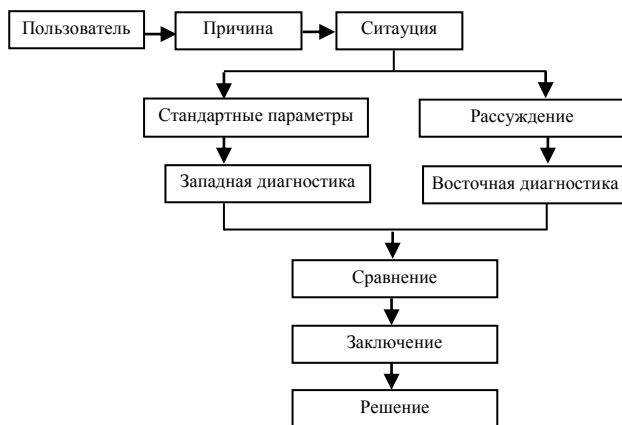 Пользователь
Причина
Ситауция
Стандартные параметры
Рассуждение
Западная диагностика
Восточная диагностика
Сравнение
Заключение
Решение